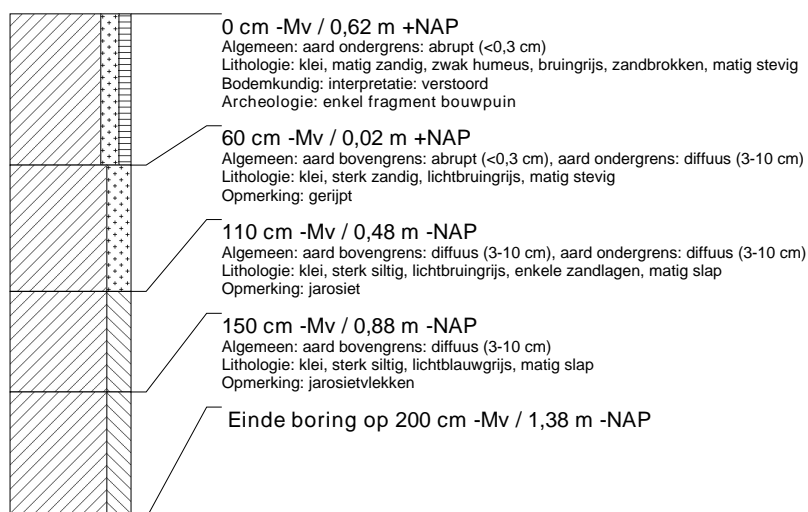 0 cm -Mv / 0,62 m +NAP
Algemeen: aard ondergrens: abrupt (<0,3 cm)
Lithologie: klei, matig zandig, zwak humeus, bruingrijs, zandbrokken, matig stevig
Bodemkundig: interpretatie: verstoord
Archeologie: enkel fragment bouwpuin
60 cm -Mv / 0,02 m +NAP
Algemeen: aard bovengrens: abrupt (<0,3 cm), aard ondergrens: diffuus (3-10 cm)
Lithologie: klei, sterk zandig, lichtbruingrijs, matig stevig
Opmerking: gerijpt
110 cm -Mv / 0,48 m -NAP
Algemeen: aard bovengrens: diffuus (3-10 cm), aard ondergrens: diffuus (3-10 cm)
Lithologie: klei, sterk siltig, lichtbruingrijs, enkele zandlagen, matig slap
Opmerking: jarosiet
150 cm -Mv / 0,88 m -NAP
Algemeen: aard bovengrens: diffuus (3-10 cm)
Lithologie: klei, sterk siltig, lichtblauwgrijs, matig slap
Opmerking: jarosietvlekken
Einde boring op 200 cm -Mv / 1,38 m -NAP